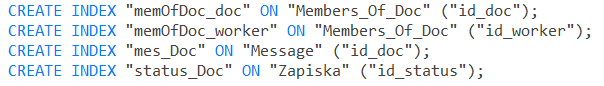 CREATE INDEX "memOfDoc_doc" ON "Members_Of_Doc" ("id_doc");
CREATE INDEX "memOfDoc_worker" ON "Members_Of_Doc" ("id_worker");
CREATE INDEX "mes_Doc" ON "Message" ("id_doc");
CREATE INDEX "status_Doc" ON "Zapiska" ("id_status");